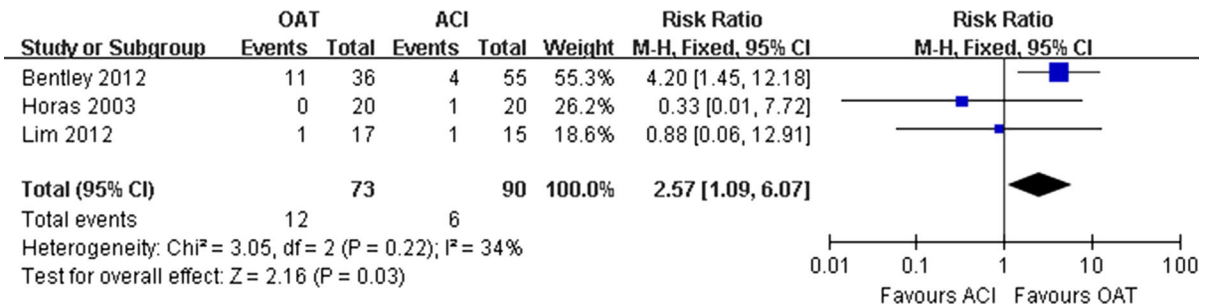 OAT ACI Risk Ratio Risk Ratio
Study or Subgroup Events Total Events Total Weight M-H, Fixed, 95% CI M-H, Fixed, 95% CI
Bentley 2012 11 36 4 55 55.3% 4.20 [1.45, 12.18]
Horas 2003 0 20 1 20 26.2% 0.33 [0.01, 7.72]
Lim 2012 1 17 1 15 18.6% 0.88 [0.06, 12.91]
Total (95% CI) 73 90 100.0% 2.57 [1.09, 6.07]
Total events 12 6
Heterogeneity: Chi² = 3.05, df = 2 (P = 0.22); I² = 34%
Test for overall effect: Z = 2.16 (P = 0.03)
0.01 0.1 1 10 100
Favours ACI Favours OAT